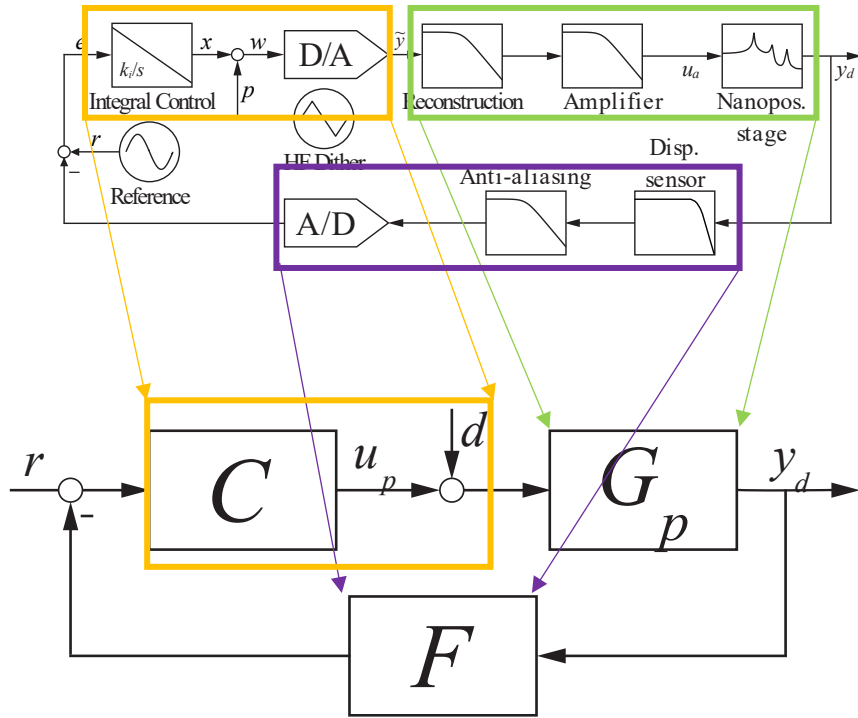 e
k_i/s
x
w
D/A
ỹ
u_a
y_d
Integral Control
p
Reconstruction
Amplifier
Nanopos.
stage
r
HF Dither
Reference
Disp.
sensor
Anti-aliasing
−
A/D
r
C
u_p
d
G_p
y_d
-
F